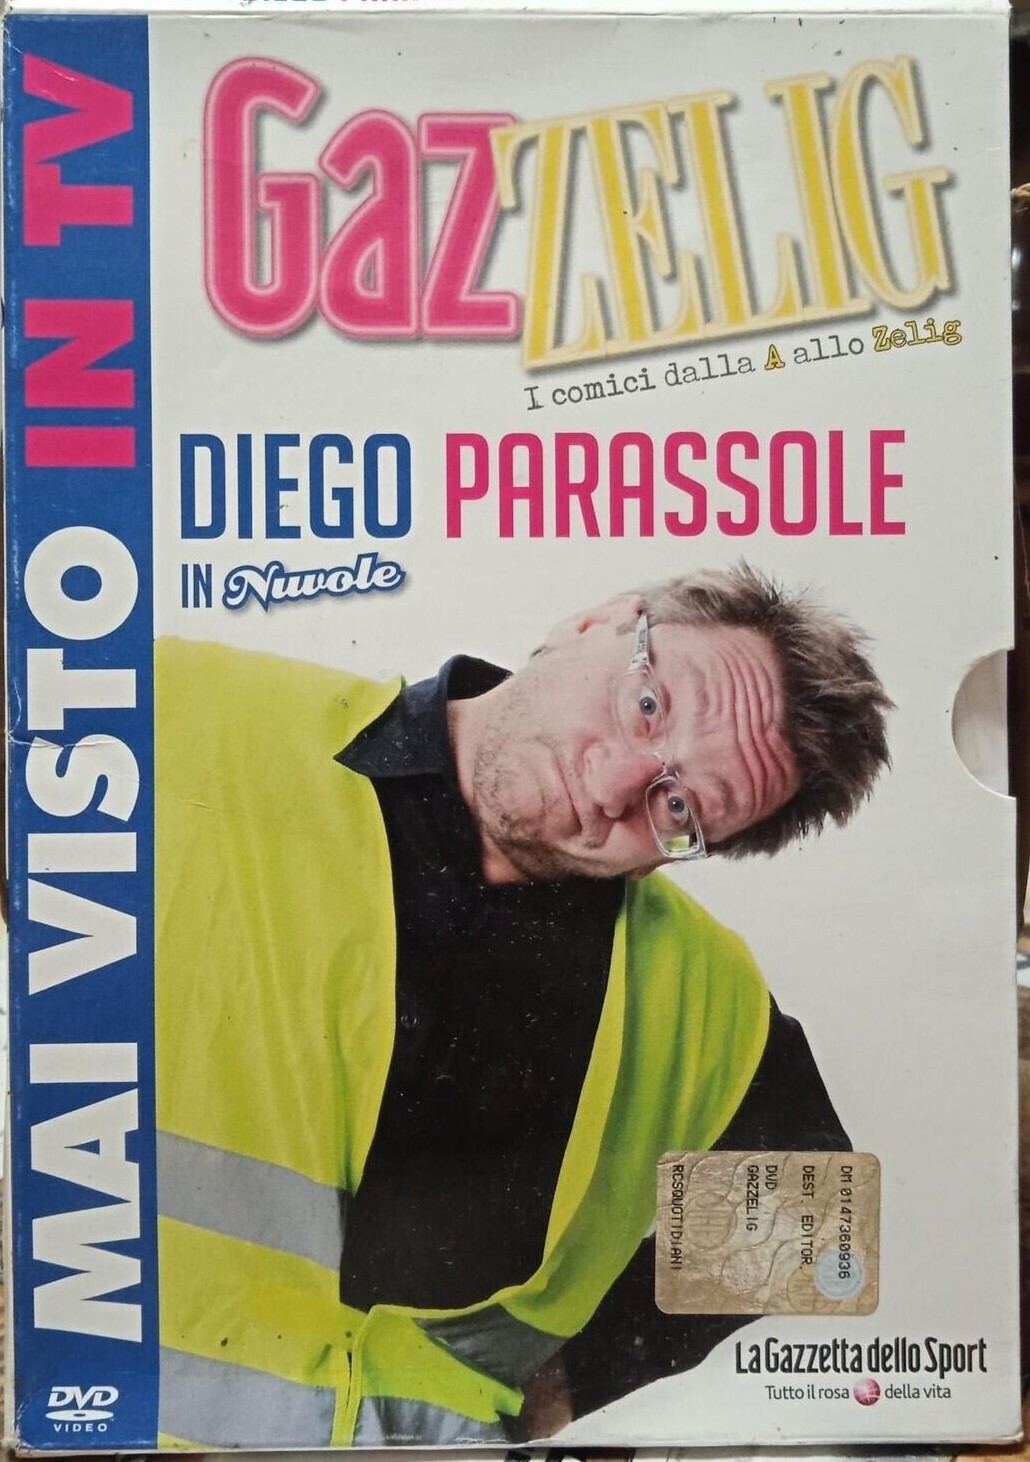 MAI VISTO IN TV
GazZELIG
I comici dalla A allo Zelig
DIEGO PARASSOLE
IN Nuvole
DM 0147360936
DEST. EDITOR.
DVD
GAZZELIG
RCSQUOTIDIANI
La Gazzetta dello Sport
Tutto il rosa della vita
DVD
VIDEO